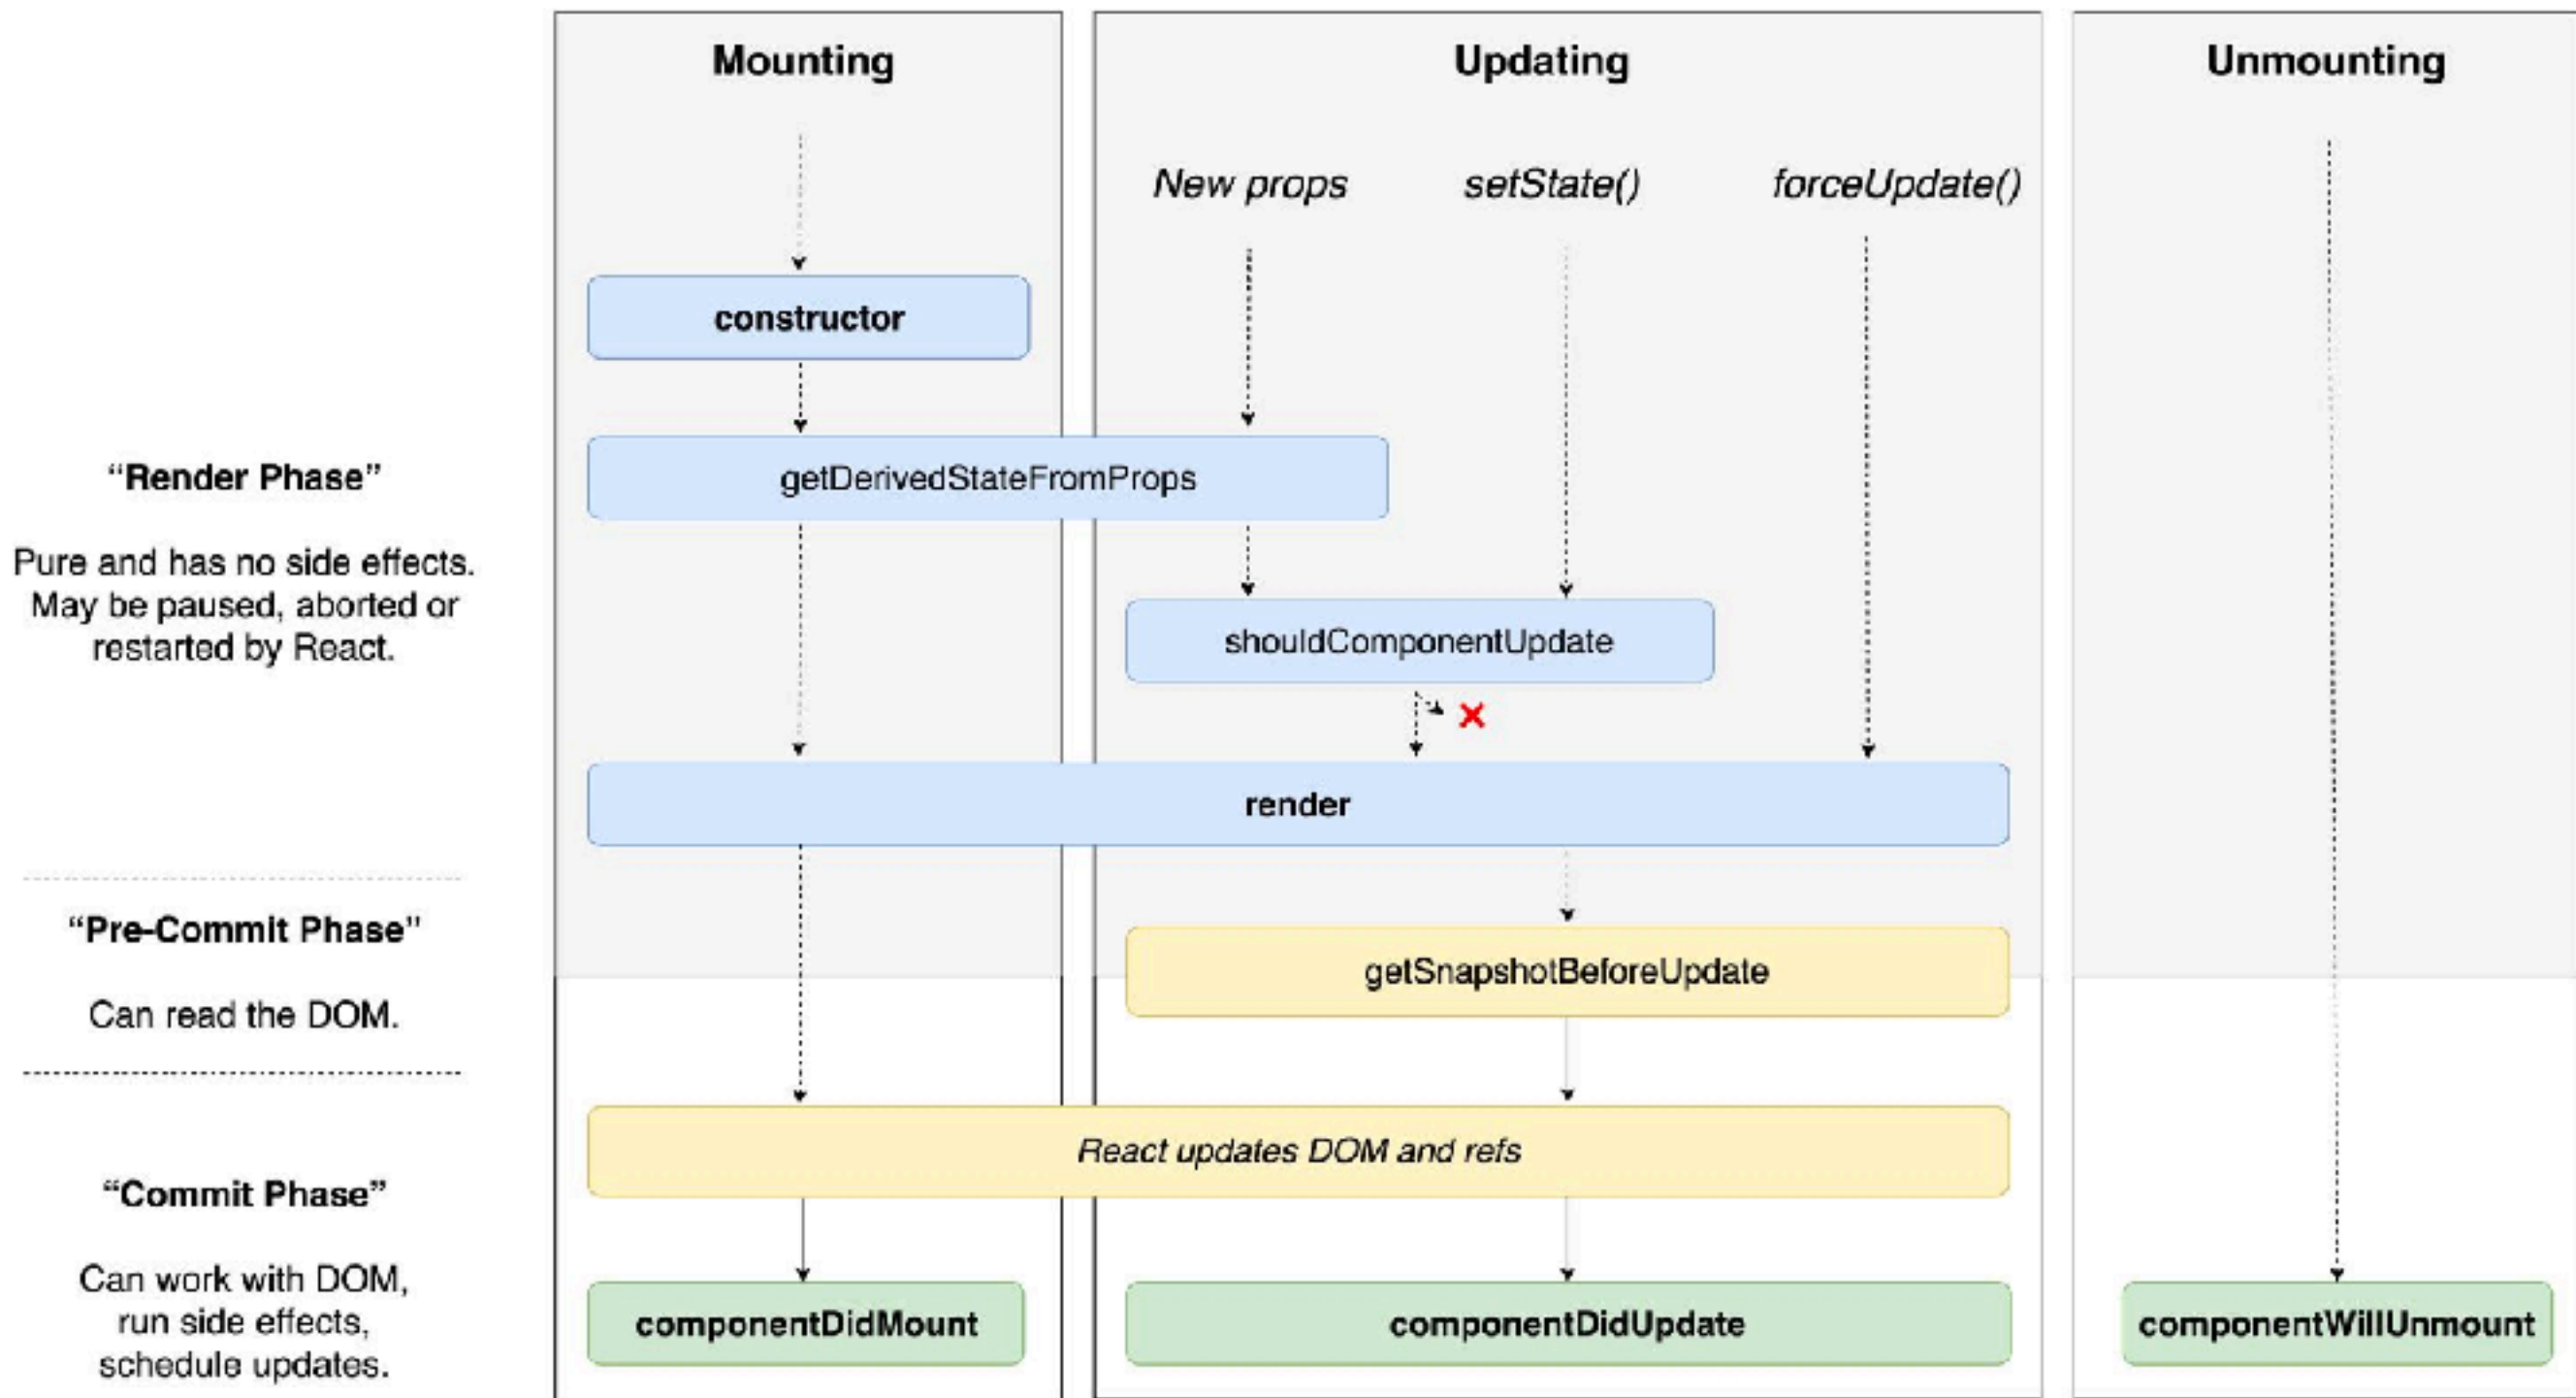 Mounting
Updating
Unmounting
New props
setState()
forceUpdate()
constructor
“Render Phase”
getDerivedStateFromProps
Pure and has no side effects.
May be paused, aborted or
restarted by React.
shouldComponentUpdate
render
“Pre-Commit Phase”
getSnapshotBeforeUpdate
Can read the DOM.
React updates DOM and refs
“Commit Phase”
Can work with DOM,
run side effects,
schedule updates.
componentDidMount
componentDidUpdate
componentWillUnmount